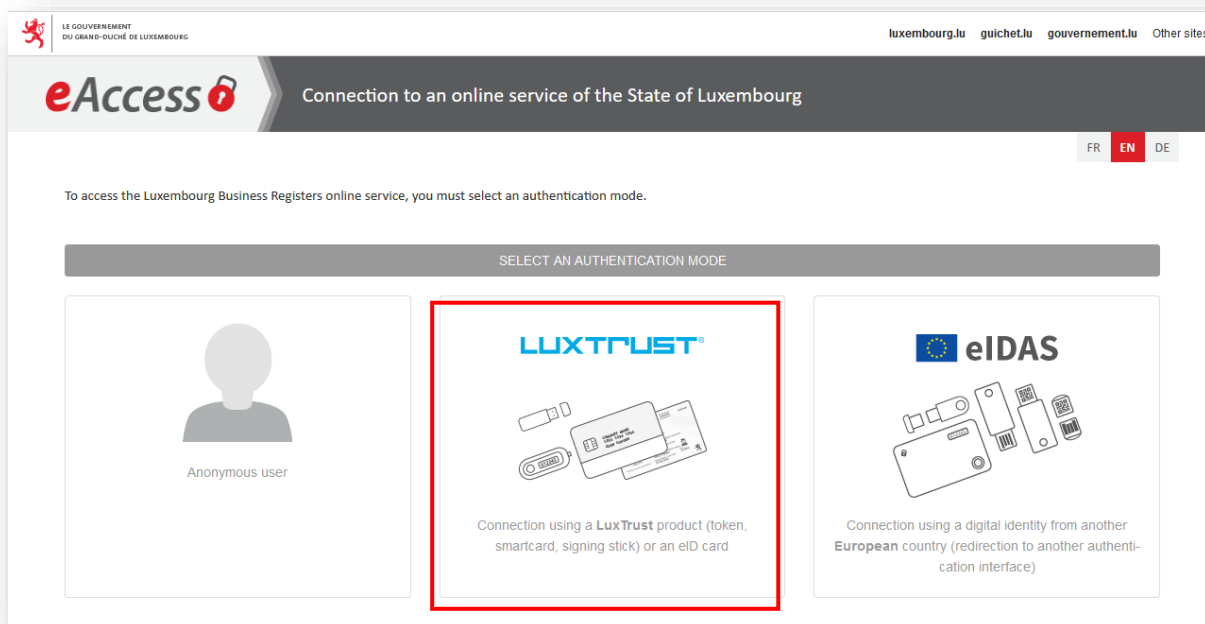 LE GOUVERNEMENT
DU GRAND-DUCHÉ DE LUXEMBOURG
luxembourg.lu guichet.lu gouvernement.lu Other sites
eAccess
Connection to an online service of the State of Luxembourg
FR EN DE
To access the Luxembourg Business Registers online service, you must select an authentication mode.
SELECT AN AUTHENTICATION MODE
Anonymous user
LUXTRUST®
Connection using a LuxTrust product (token,
smartcard, signing stick) or an eID card
eIDAS
Connection using a digital identity from another
European country (redirection to another authenti-
cation interface)